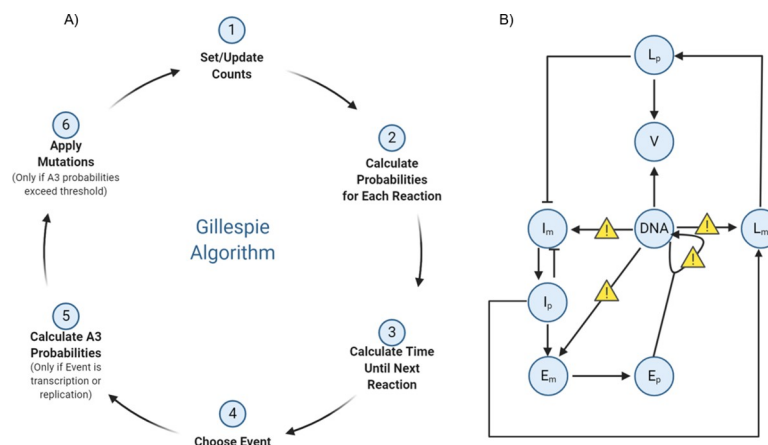 A)
1
Set/Update
Counts
2
Calculate
Probabilities
for Each Reaction
3
Calculate Time
Until Next
Reaction
4
Choose Event
5
Calculate A3
Probabilities
(Only if Event is
transcription or
replication)
6
Apply
Mutations
(Only if A3 probabilities
exceed threshold)
Gillespie
Algorithm
B)
Lp
V
Im
!
DNA
!
Lm
!
!
Ip
Em
Ep